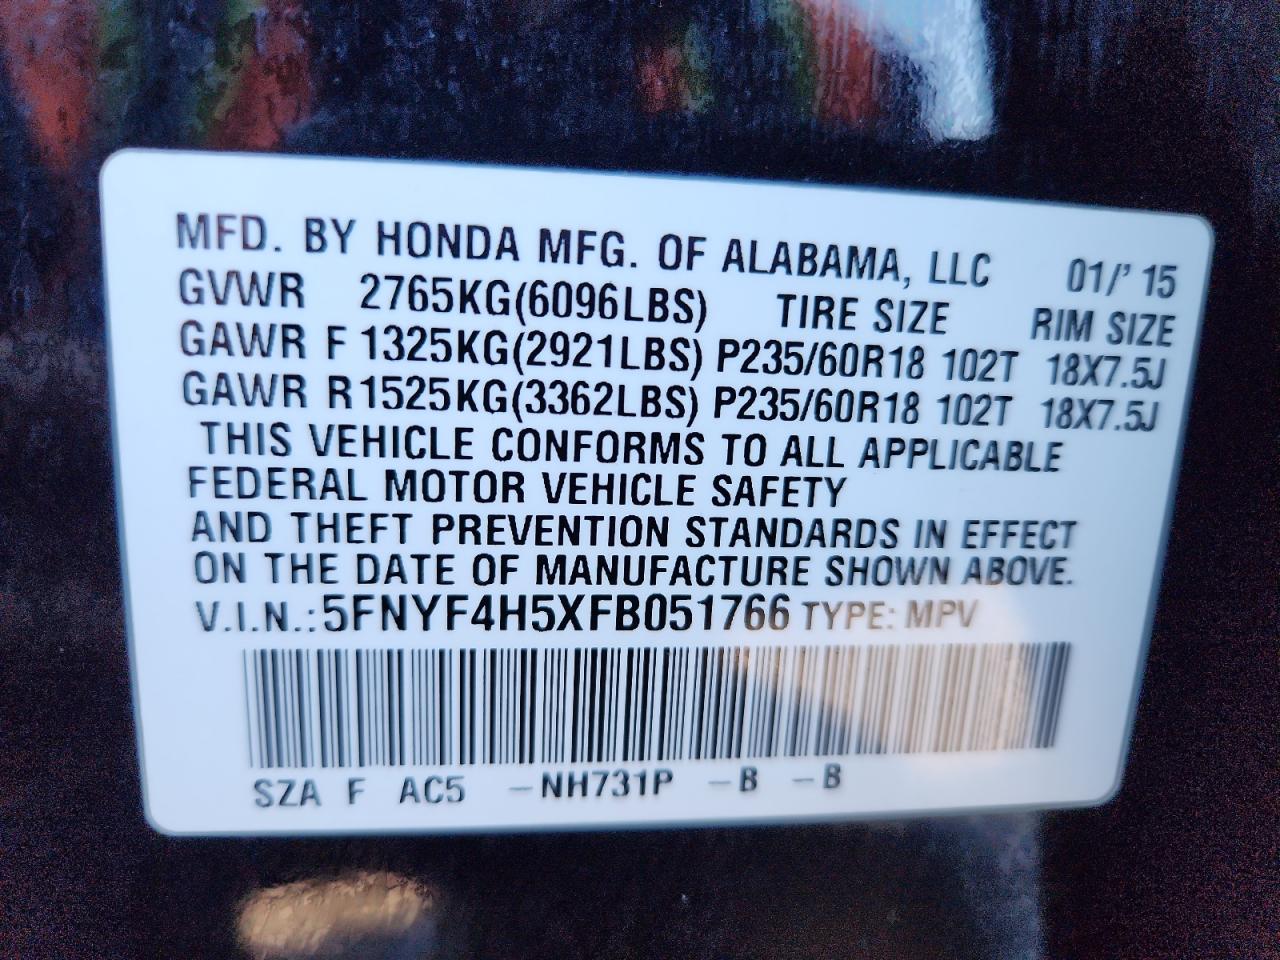 MFD. BY HONDA MFG. OF ALABAMA, LLC 01/'15
GVWR 2765KG(6096LBS) TIRE SIZE RIM SIZE
GAWR F 1325KG(2921LBS) P235/60R18 102T 18X7.5J
GAWR R 1525KG(3362LBS) P235/60R18 102T 18X7.5J
THIS VEHICLE CONFORMS TO ALL APPLICABLE
FEDERAL MOTOR VEHICLE SAFETY
AND THEFT PREVENTION STANDARDS IN EFFECT
ON THE DATE OF MANUFACTURE SHOWN ABOVE.
V.I.N.:5FNYF4H5XFB051766 TYPE: MPV
SZA F AC5 -NH731P -B -B